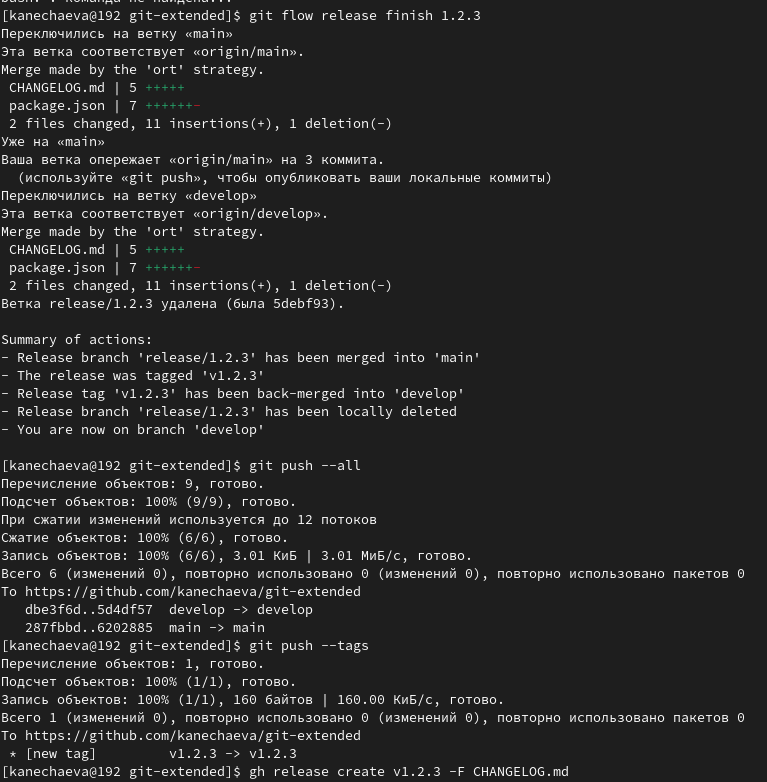 [kanechaeva@192 git-extended]$ git flow release finish 1.2.3
Переключились на ветку «main»
Эта ветка соответствует «origin/main».
Merge made by the 'ort' strategy.
 CHANGELOG.md | 5 +++++
 package.json | 7 ++++++-
 2 files changed, 11 insertions(+), 1 deletion(-)
Уже на «main»
Ваша ветка опережает «origin/main» на 3 коммита.
  (используйте «git push», чтобы опубликовать ваши локальные коммиты)
Переключились на ветку «develop»
Эта ветка соответствует «origin/develop».
Merge made by the 'ort' strategy.
 CHANGELOG.md | 5 +++++
 package.json | 7 ++++++-
 2 files changed, 11 insertions(+), 1 deletion(-)
Ветка release/1.2.3 удалена (была 5debf93).

Summary of actions:
- Release branch 'release/1.2.3' has been merged into 'main'
- The release was tagged 'v1.2.3'
- Release tag 'v1.2.3' has been back-merged into 'develop'
- Release branch 'release/1.2.3' has been locally deleted
- You are now on branch 'develop'

[kanechaeva@192 git-extended]$ git push --all
Перечисление объектов: 9, готово.
Подсчет объектов: 100% (9/9), готово.
При сжатии изменений используется до 12 потоков
Сжатие объектов: 100% (6/6), готово.
Запись объектов: 100% (6/6), 3.01 КиБ | 3.01 МиБ/с, готово.
Всего 6 (изменений 0), повторно использовано 0 (изменений 0), повторно использовано пакетов 0
To https://github.com/kanechaeva/git-extended
   dbe3f6d..5d4df57  develop -> develop
   287fbbd..6202885  main -> main
[kanechaeva@192 git-extended]$ git push --tags
Перечисление объектов: 1, готово.
Подсчет объектов: 100% (1/1), готово.
Запись объектов: 100% (1/1), 160 байтов | 160.00 КиБ/с, готово.
Всего 1 (изменений 0), повторно использовано 0 (изменений 0), повторно использовано пакетов 0
To https://github.com/kanechaeva/git-extended
 * [new tag]         v1.2.3 -> v1.2.3
[kanechaeva@192 git-extended]$ gh release create v1.2.3 -F CHANGELOG.md